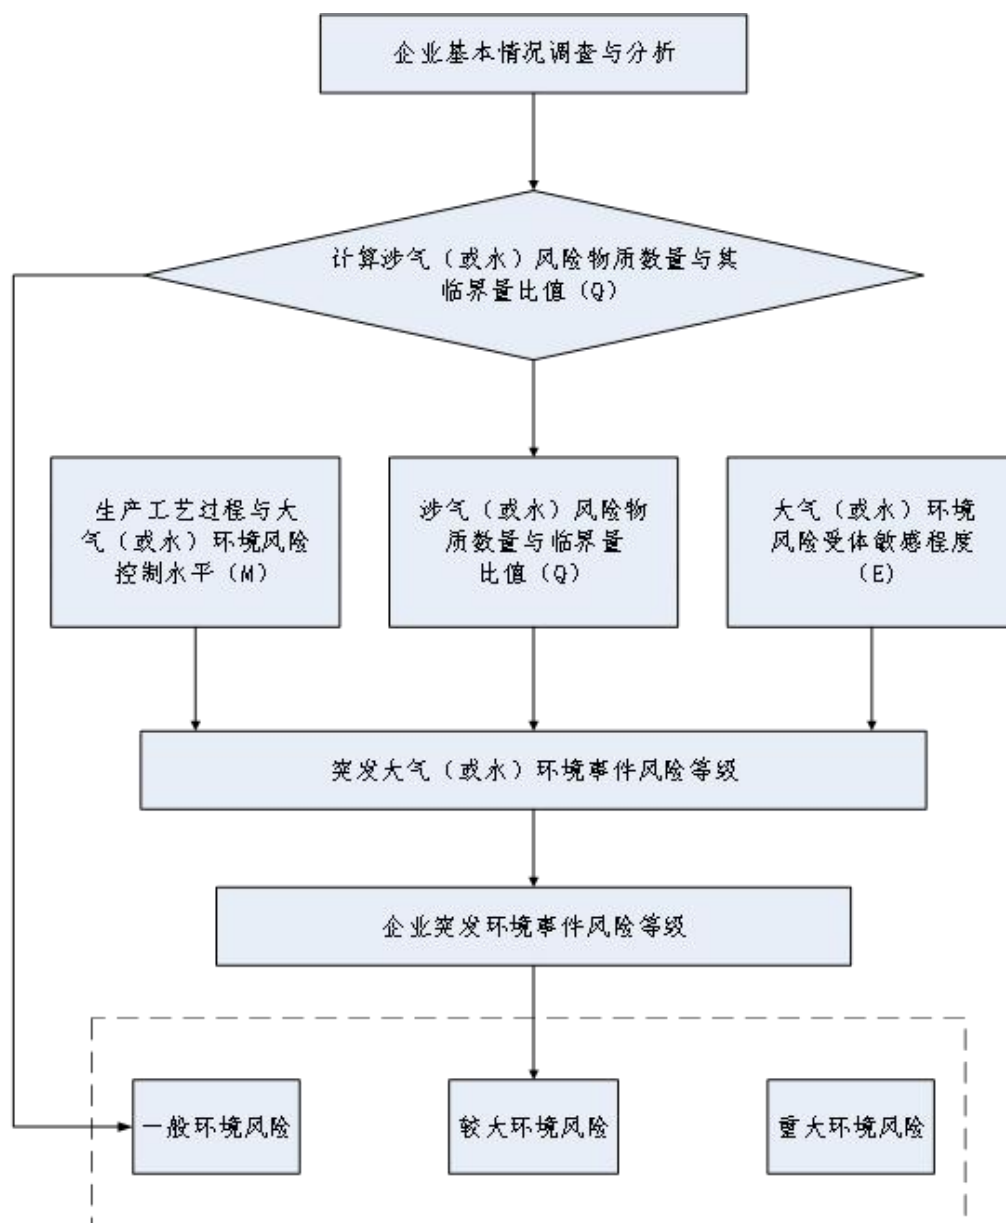 企业基本情况调查与分析
计算涉气（或水）风险物质数量与其
临界量比值（Q）
生产工艺过程与大
气（或水）环境风险
控制水平（M）
涉气（或水）风险物
质数量与临界量
比值（Q）
大气（或水）环境
风险受体敏感程度
（E）
突发大气（或水）环境事件风险等级
企业突发环境事件风险等级
一般环境风险
较大环境风险
重大环境风险